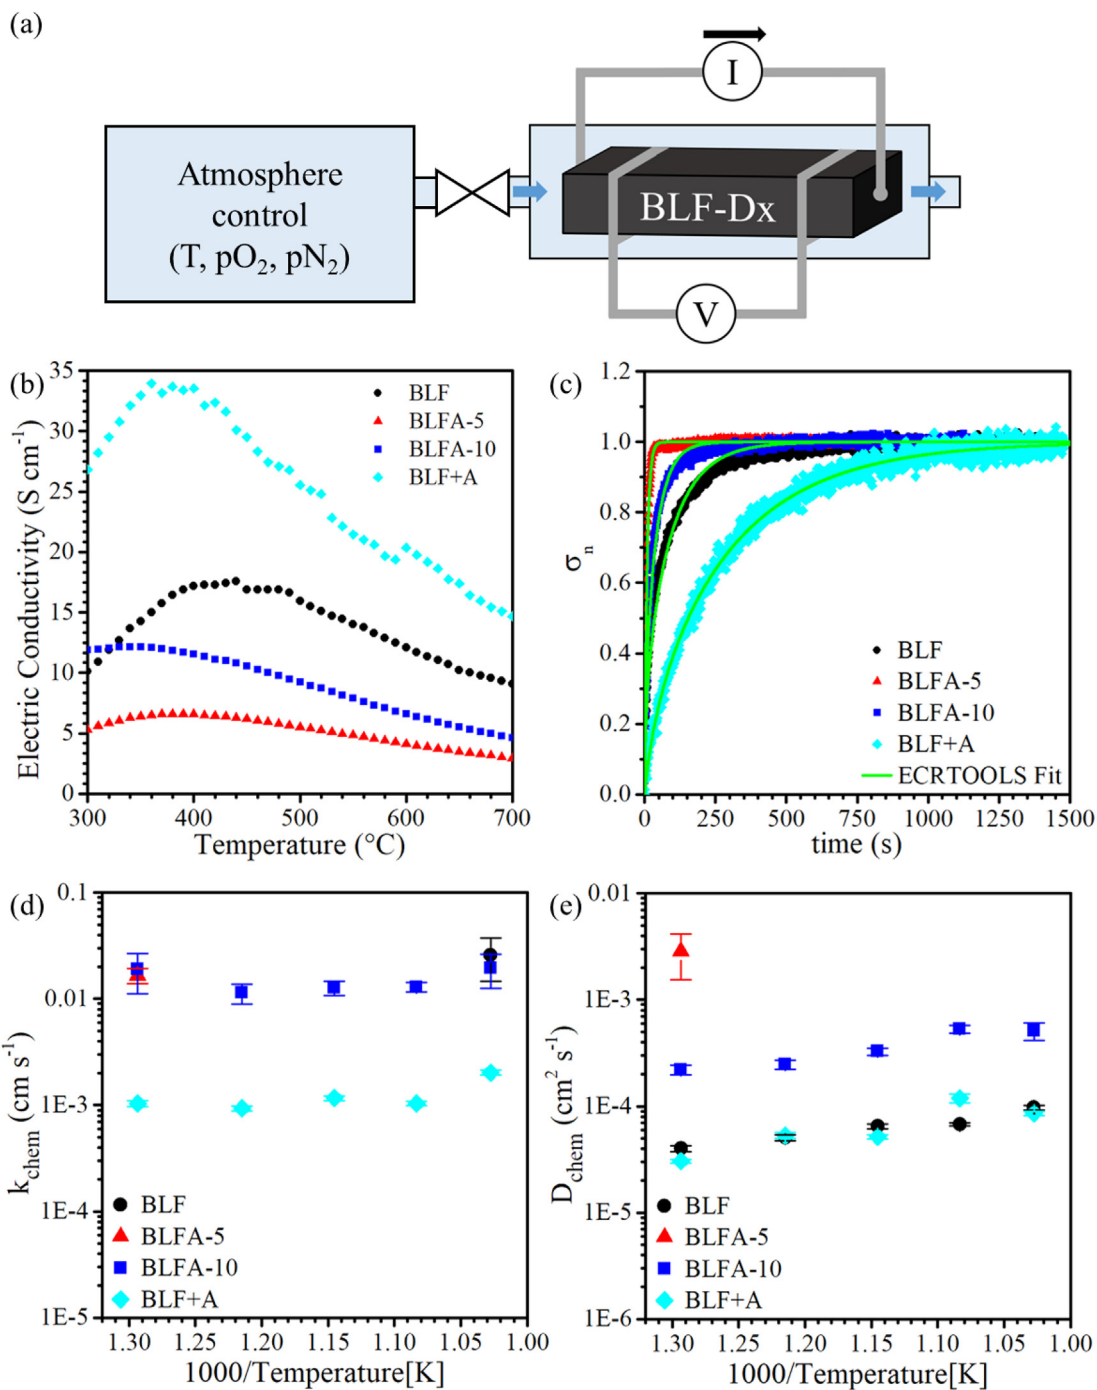 (a)
I
Atmosphere
control
(T, pO₂, pN₂)
BLF-Dx
V
(b)
Electric Conductivity (S cm⁻¹)
35
30
25
20
15
10
5
0
300
400
500
600
700
Temperature (°C)
BLF
BLFA-5
BLFA-10
BLF+A
(c)
σₙ
1.2
1.0
0.8
0.6
0.4
0.2
0.0
0
250
500
750
1000
1250
1500
time (s)
BLF
BLFA-5
BLFA-10
BLF+A
ECRTOOLS Fit
(d)
k_chem (cm s⁻¹)
0.1
0.01
1E-3
1E-4
1E-5
1.30
1.25
1.20
1.15
1.10
1.05
1.00
1000/Temperature[K]
BLF
BLFA-5
BLFA-10
BLF+A
(e)
D_chem (cm² s⁻¹)
0.01
1E-3
1E-4
1E-5
1E-6
1.30
1.25
1.20
1.15
1.10
1.05
1.00
1000/Temperature[K]
BLF
BLFA-5
BLFA-10
BLF+A